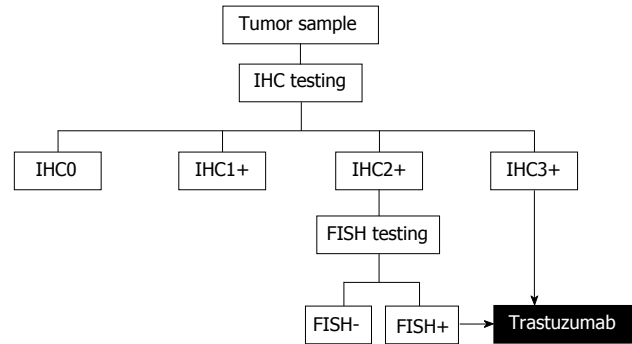 Tumor sample
IHC testing
IHC0
IHC1+
IHC2+
IHC3+
FISH testing
FISH-
FISH+
Trastuzumab